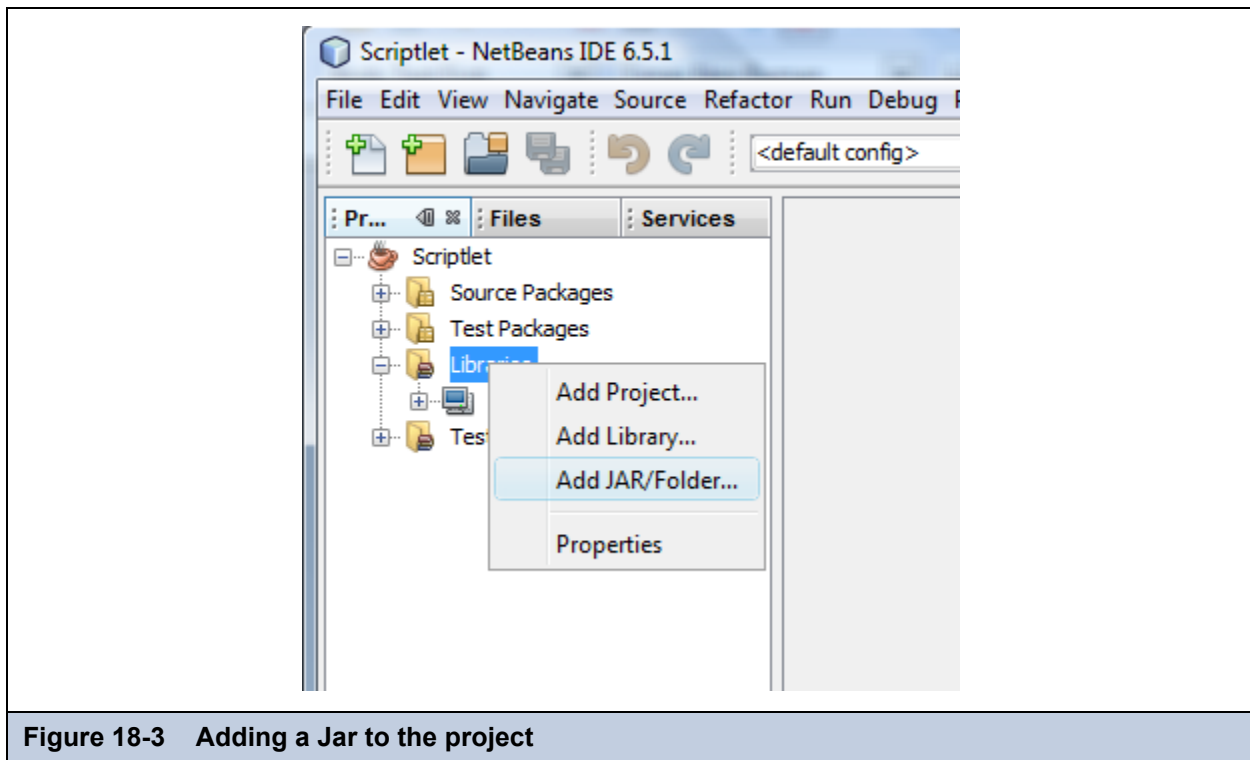 Scriptlet - NetBeans IDE 6.5.1
File Edit View Navigate Source Refactor Run Debug
<default config>
Pr... Files Services
Scriptlet
Source Packages
Test Packages
Add Project...
Add Library...
Add JAR/Folder...
Properties
Figure 18-3 Adding a Jar to the project